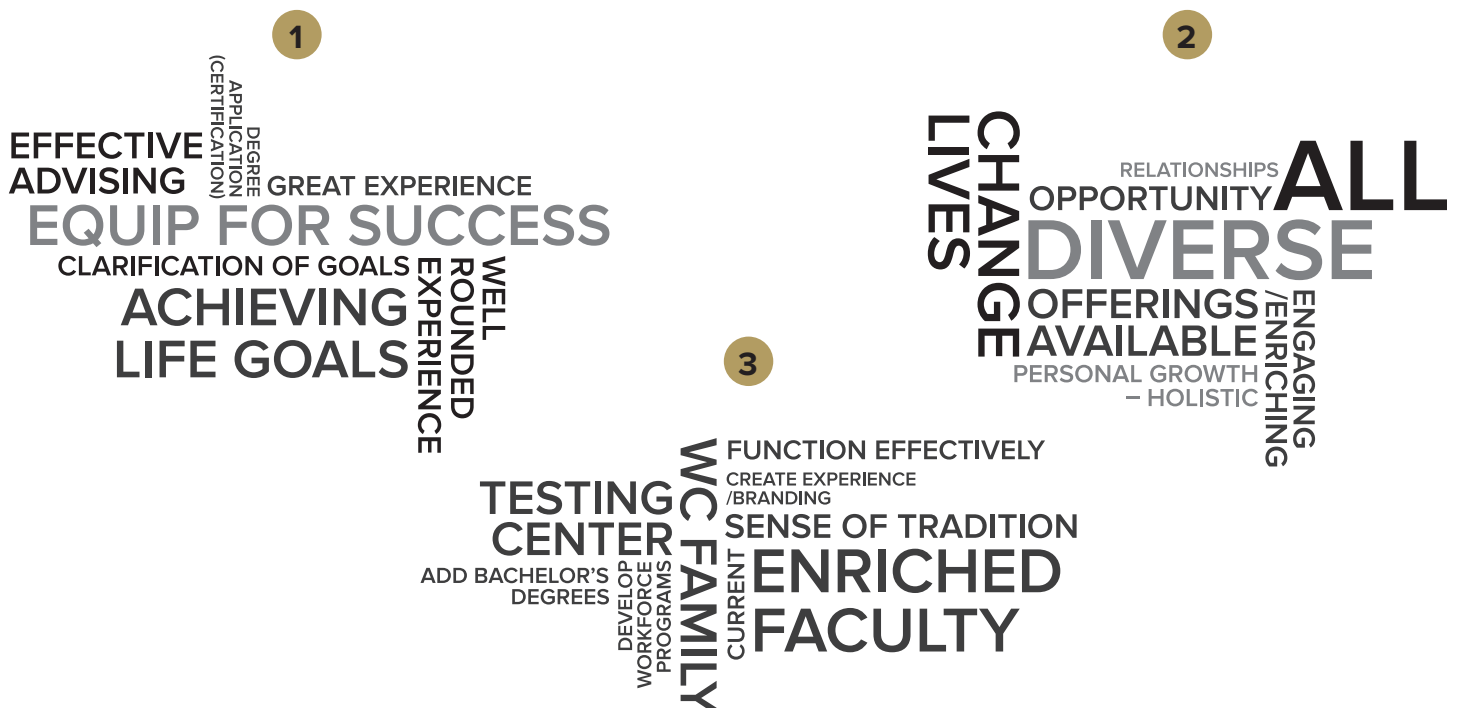 1
(CERTIFICATION)
APPLICATION
DEGREE
EFFECTIVE
ADVISING
GREAT EXPERIENCE
EQUIP FOR SUCCESS
CLARIFICATION OF GOALS
ACHIEVING
LIFE GOALS
WELL
ROUNDED
EXPERIENCE
2
CHANGE
LIVES
RELATIONSHIPS
OPPORTUNITY
ALL
DIVERSE
OFFERINGS
AVAILABLE
PERSONAL GROWTH
– HOLISTIC
ENGAGING
/ENRICHING
3
TESTING
CENTER
ADD BACHELOR’S
DEGREES
DEVELOP
WORKFORCE
PROGRAMS
WC FAMILY
FUNCTION EFFECTIVELY
CREATE EXPERIENCE
/BRANDING
SENSE OF TRADITION
CURRENT
ENRICHED
FACULTY